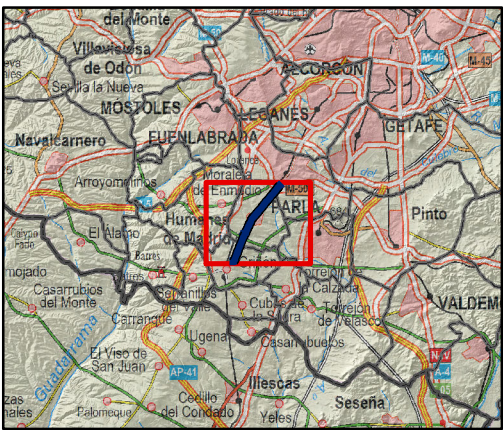 del Monte
Villaviciosa
de Odón
Sevilla la Nueva
ALCORCÓN
M-40
M-45
MÓSTOLES
LEGANÉS
GETAFE
Navalcarnero
FUENLABRADA
Loranca
Moraleja
de Enmedio
Arroyomolinos
M-50
PARLA
Pinto
Humanes
de Madrid
El Álamo
Batres
Griñón
Torrejón de
la Calzada
Casarrubios
del Monte
Serranillos
del Valle
Cubas de
la Sagra
Torrejón
de Velasco
VALDEM
Carranque
Ugena
Casarrubuelos
El Viso de
San Juan
Guadarrama
AP-41
N-IV
A-4
Illescas
Cedillo
del Condado
Seseña
Palomeque
Yeles